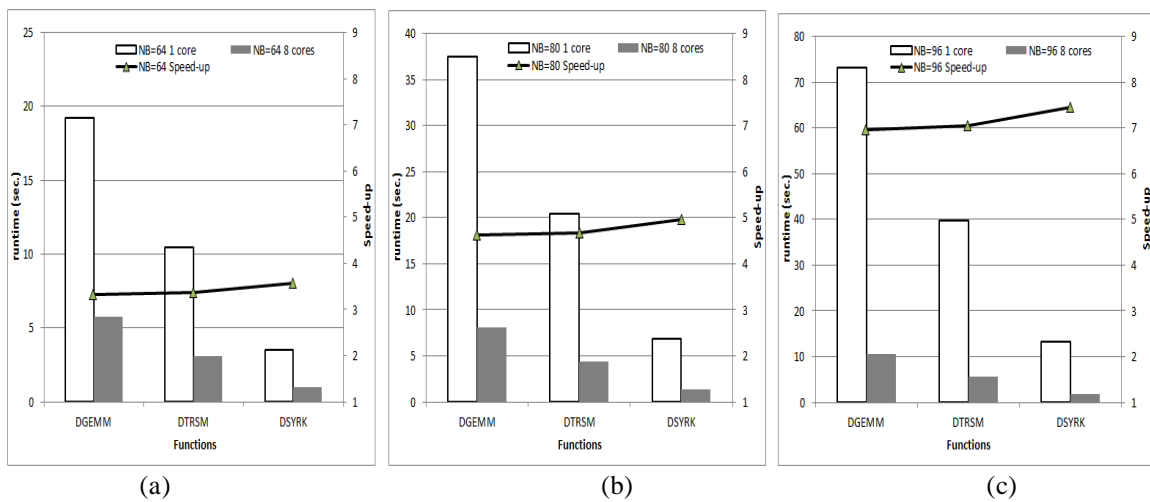 NB=64 1 core NB=64 8 cores
NB=64 Speed-up
25
20
15
10
5
0
9
8
7
6
5
4
3
2
1
runtime (sec.)
Speed-up
DGEMM DTRSM DSYRK
Functions
(a)
NB=80 1 core NB=80 8 cores
NB=80 Speed-up
40
35
30
25
20
15
10
5
0
9
8
7
6
5
4
3
2
1
runtime (sec.)
Speed-up
DGEMM DTRSM DSYRK
Functions
(b)
NB=96 1 core NB=96 8 cores
NB=96 Speed-up
80
70
60
50
40
30
20
10
0
9
8
7
6
5
4
3
2
1
runtime (sec.)
Speed-up
DGEMM DTRSM DSYRK
Functions
(c)